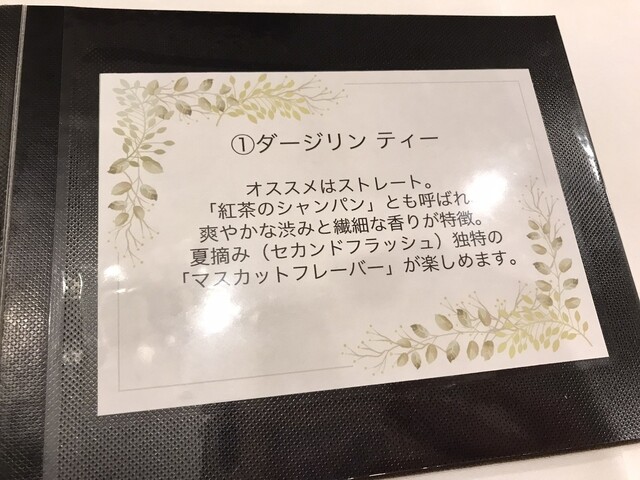 ①ダージリン ティー
オススメはストレート。
「紅茶のシャンパン」とも呼ばれ
爽やかな渋みと繊細な香りが特徴。
夏摘み（セカンドフラッシュ）独特の
「マスカットフレーバー」が楽しめます。